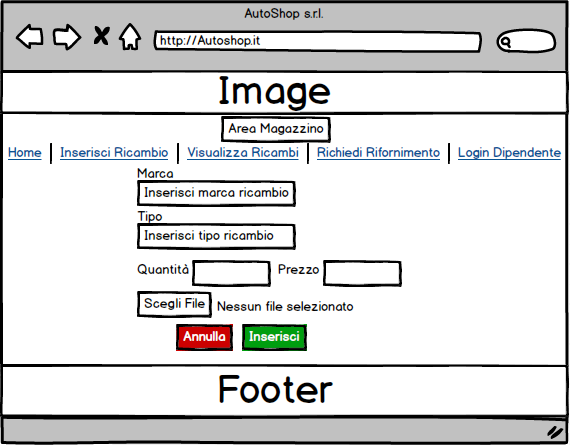 AutoShop s.r.l.
http://Autoshop.it
Image
Area Magazzino
Home Inserisci Ricambio Visualizza Ricambi Richiedi Rifornimento Login Dipendente
Marca
Inserisci marca ricambio
Tipo
Inserisci tipo ricambio
Quantità Prezzo
Scegli File Nessun file selezionato
Annulla Inserisci
Footer